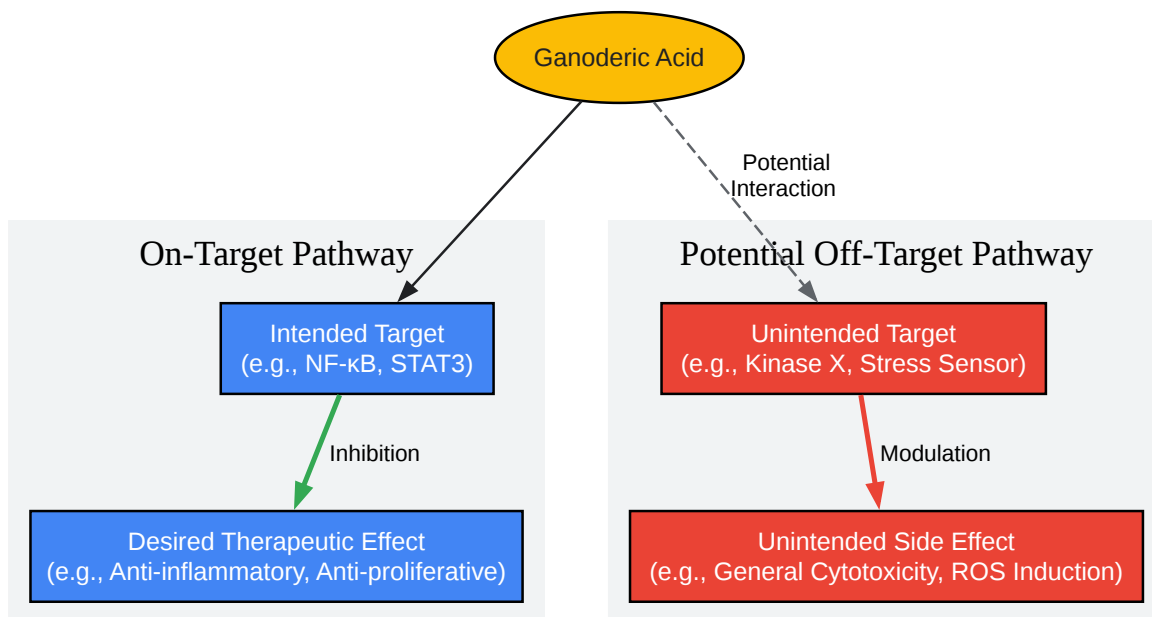 Ganoderic Acid
Potential
Interaction
On-Target Pathway
Intended Target
(e.g., NF-κB, STAT3)
Inhibition
Desired Therapeutic Effect
(e.g., Anti-inflammatory, Anti-proliferative)
Potential Off-Target Pathway
Unintended Target
(e.g., Kinase X, Stress Sensor)
Modulation
Unintended Side Effect
(e.g., General Cytotoxicity, ROS Induction)